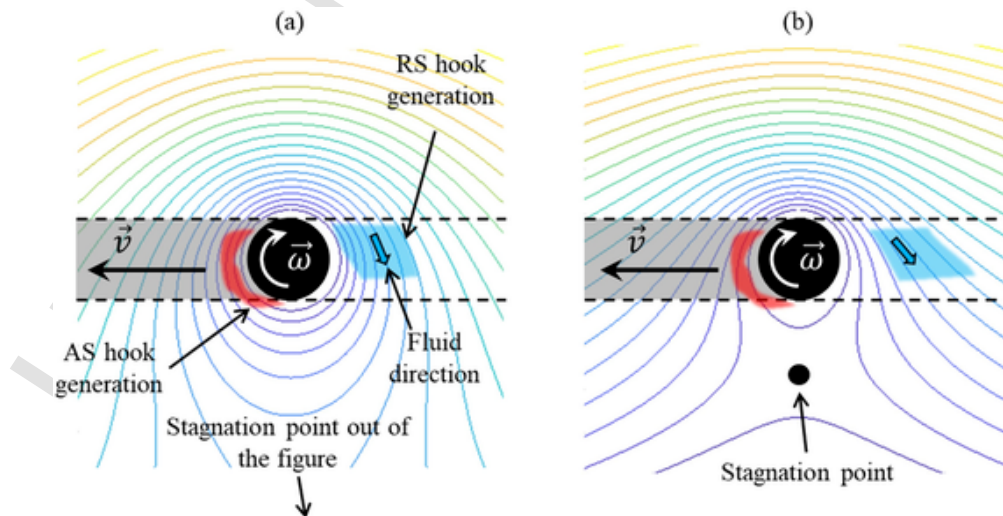 (a)
RS hook
generation
v⃗
ω⃗
AS hook
generation
Fluid
direction
Stagnation point out of
the figure
(b)
v⃗
ω⃗
Stagnation point